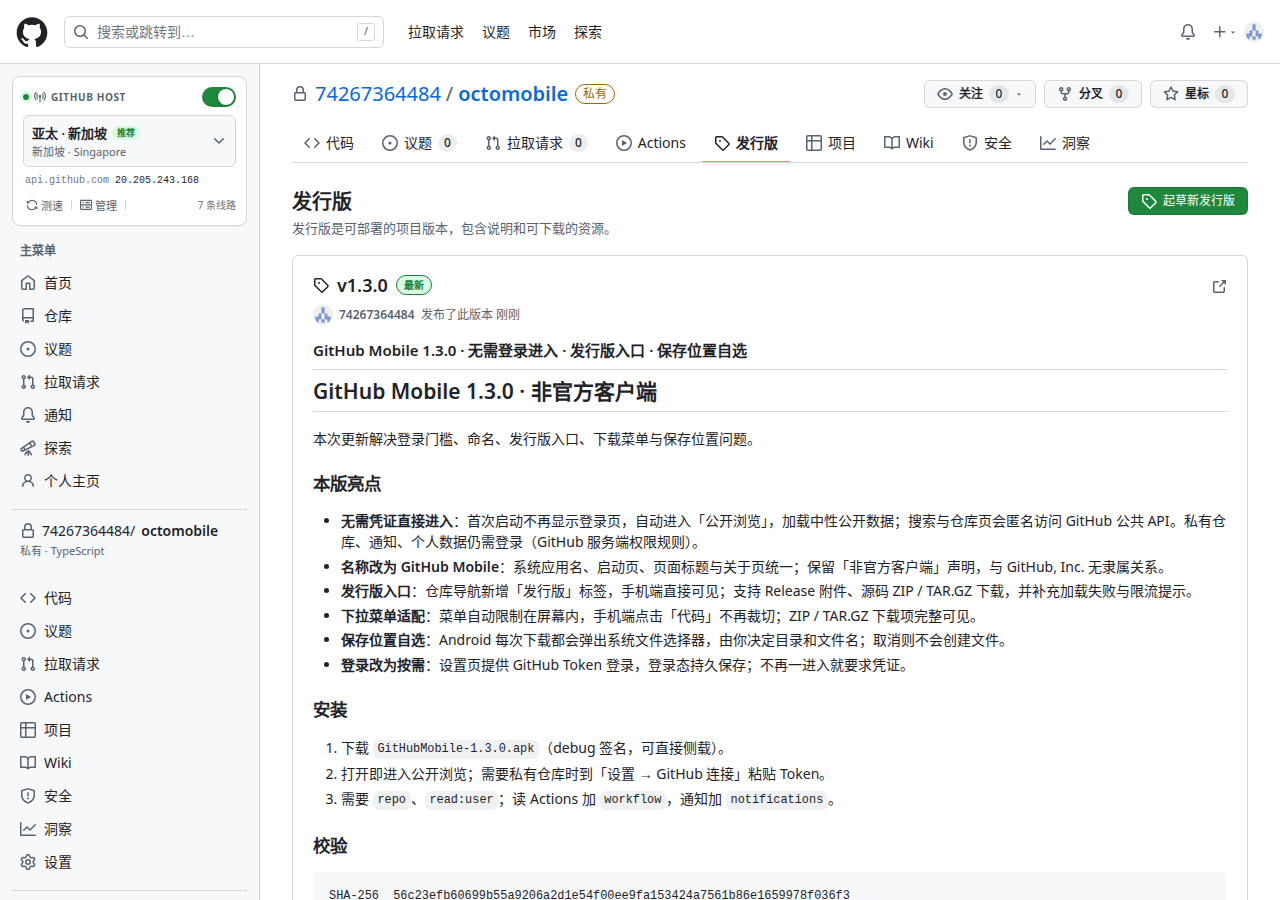 搜索或跳转到…
/
拉取请求 议题 市场 探索
GITHUB HOST
亚太 · 新加坡 推荐
新加坡 · Singapore
api.github.com 20.205.243.168
测速 管理 7 条线路
主菜单
首页
仓库
议题
拉取请求
通知
探索
个人主页
74267364484/ octomobile
私有 · TypeScript
代码
议题
拉取请求
Actions
项目
Wiki
安全
洞察
设置
74267364484 / octomobile 私有
关注 0 分叉 0 星标 0
代码 议题 0 拉取请求 0 Actions 发行版 项目 Wiki 安全 洞察
发行版
起草新发行版
发行版是可部署的项目版本，包含说明和可下载的资源。
v1.3.0 最新
74267364484 发布了此版本 刚刚
GitHub Mobile 1.3.0 · 无需登录进入 · 发行版入口 · 保存位置自选
GitHub Mobile 1.3.0 · 非官方客户端
本次更新解决登录门槛、命名、发行版入口、下载菜单与保存位置问题。
本版亮点
• 无需凭证直接进入：首次启动不再显示登录页，自动进入「公开浏览」，加载中性公开数据；搜索与仓库页会匿名访问 GitHub 公共 API。私有仓
库、通知、个人数据仍需登录（GitHub 服务端权限规则）。
• 名称改为 GitHub Mobile：系统应用名、启动页、页面标题与关于页统一；保留「非官方客户端」声明，与 GitHub, Inc. 无隶属关系。
• 发行版入口：仓库导航新增「发行版」标签，手机端直接可见；支持 Release 附件、源码 ZIP / TAR.GZ 下载，并补充加载失败与限流提示。
• 下拉菜单适配：菜单自动限制在屏幕内，手机端点击「代码」不再裁切；ZIP / TAR.GZ 下载项完整可见。
• 保存位置自选：Android 每次下载都会弹出系统文件选择器，由你决定目录和文件名；取消则不会创建文件。
• 登录改为按需：设置页提供 GitHub Token 登录，登录态持久保存；不再一进入就要求凭证。
安装
1. 下载 GitHubMobile-1.3.0.apk（debug 签名，可直接侧载）。
2. 打开即进入公开浏览；需要私有仓库时到「设置 → GitHub 连接」粘贴 Token。
3. 需要 repo、read:user；读 Actions 加 workflow，通知加 notifications。
校验
SHA-256 56c23efb60699b55a9206a2d1e54f00ee9fa153424a7561b86e1659978f036f3